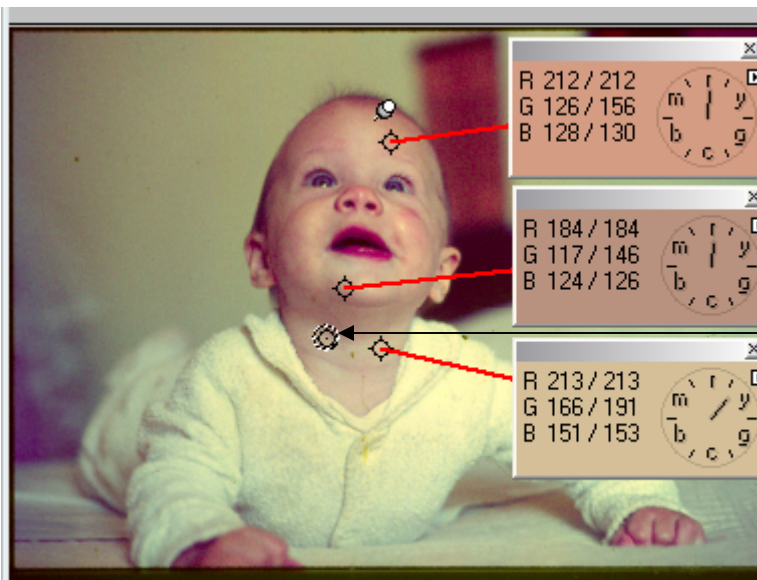 ×
R 212/212
G 126/156
B 128/130
r
m y
b g
c
×
R 184/184
G 117/146
B 124/126
r
m y
b g
c
×
R 213/213
G 166/191
B 151/153
r
m y
b g
c